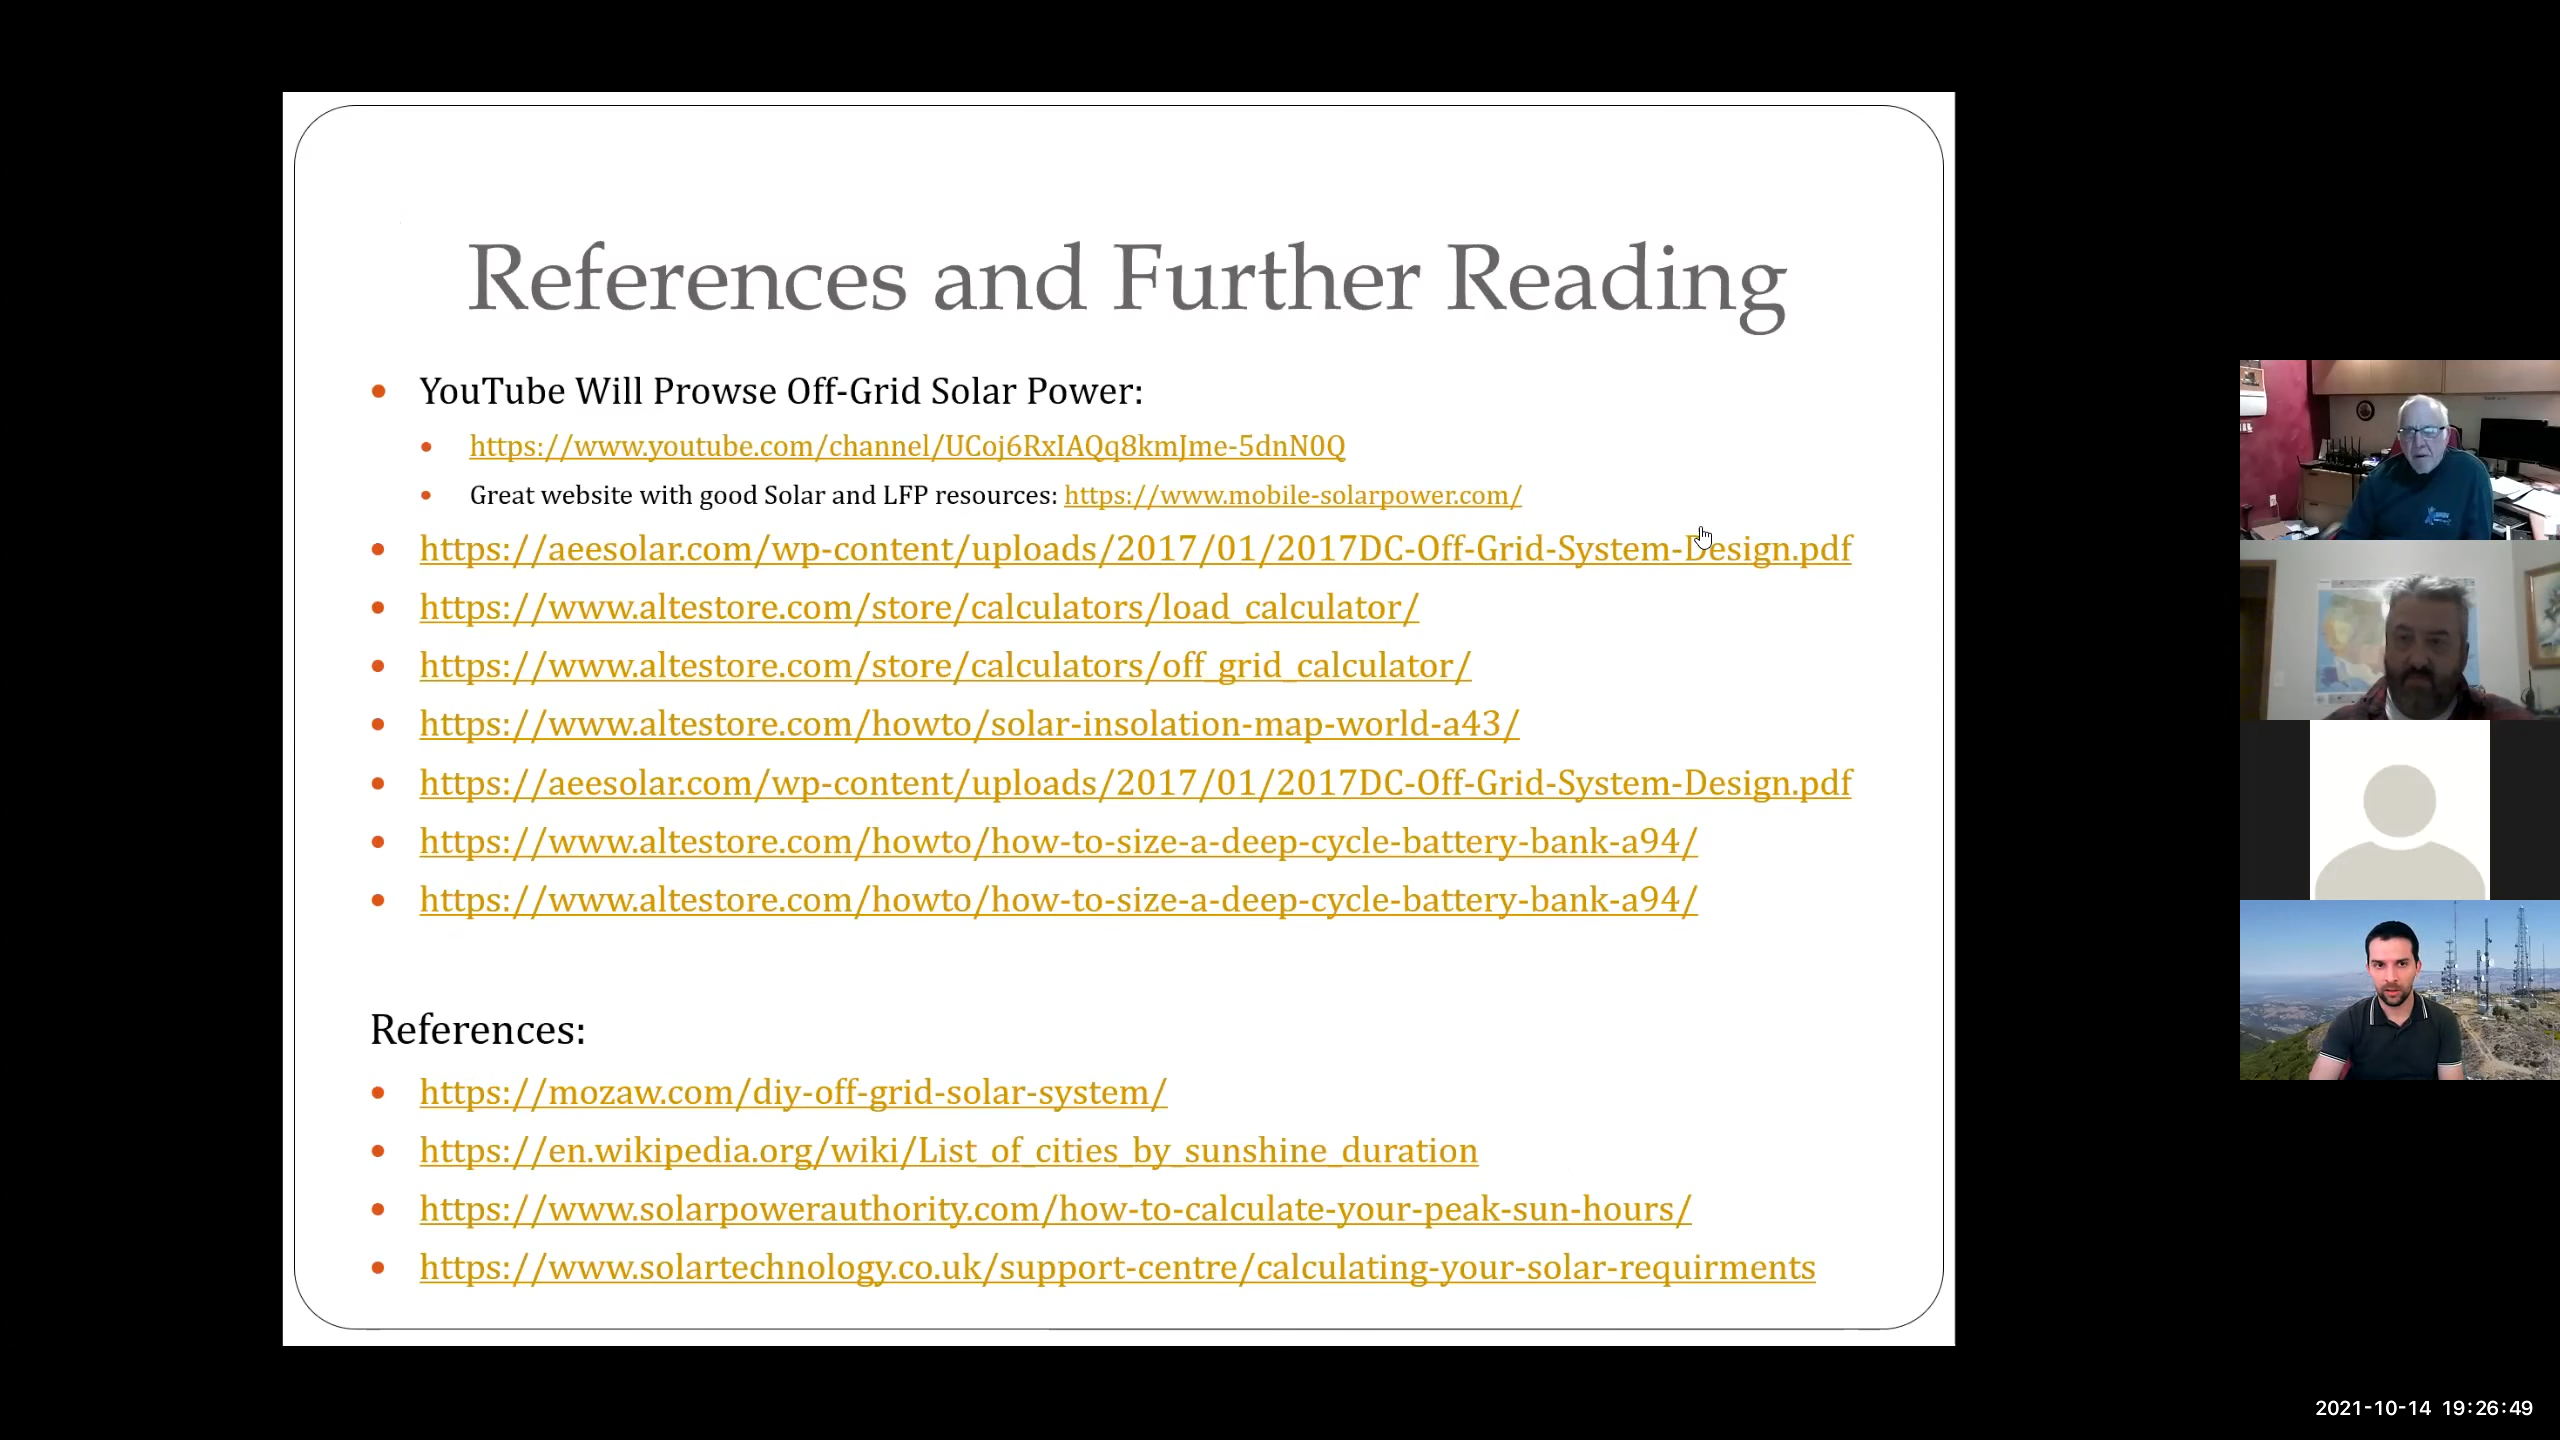 References and Further Reading
YouTube Will Prowse Off-Grid Solar Power:
https://www.youtube.com/channel/UCoj6RxIAQq8kmJme-5dnN0Q
Great website with good Solar and LFP resources: https://www.mobile-solarpower.com/
https://aeesolar.com/wp-content/uploads/2017/01/2017DC-Off-Grid-System-Design.pdf
https://www.altestore.com/store/calculators/load_calculator/
https://www.altestore.com/store/calculators/off_grid_calculator/
https://www.altestore.com/howto/solar-insolation-map-world-a43/
https://aeesolar.com/wp-content/uploads/2017/01/2017DC-Off-Grid-System-Design.pdf
https://www.altestore.com/howto/how-to-size-a-deep-cycle-battery-bank-a94/
https://www.altestore.com/howto/how-to-size-a-deep-cycle-battery-bank-a94/
References:
https://mozaw.com/diy-off-grid-solar-system/
https://en.wikipedia.org/wiki/List_of_cities_by_sunshine_duration
https://www.solarpowerauthority.com/how-to-calculate-your-peak-sun-hours/
https://www.solartechnology.co.uk/support-centre/calculating-your-solar-requirments
2021-10-14 19:26:49